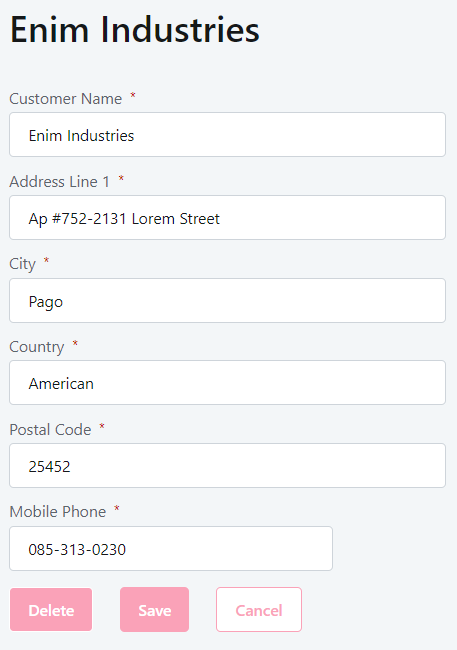 Enim Industries
Customer Name *
Enim Industries
Address Line 1 *
Ap #752-2131 Lorem Street
City *
Pago
Country *
American
Postal Code *
25452
Mobile Phone *
085-313-0230
Delete Save Cancel